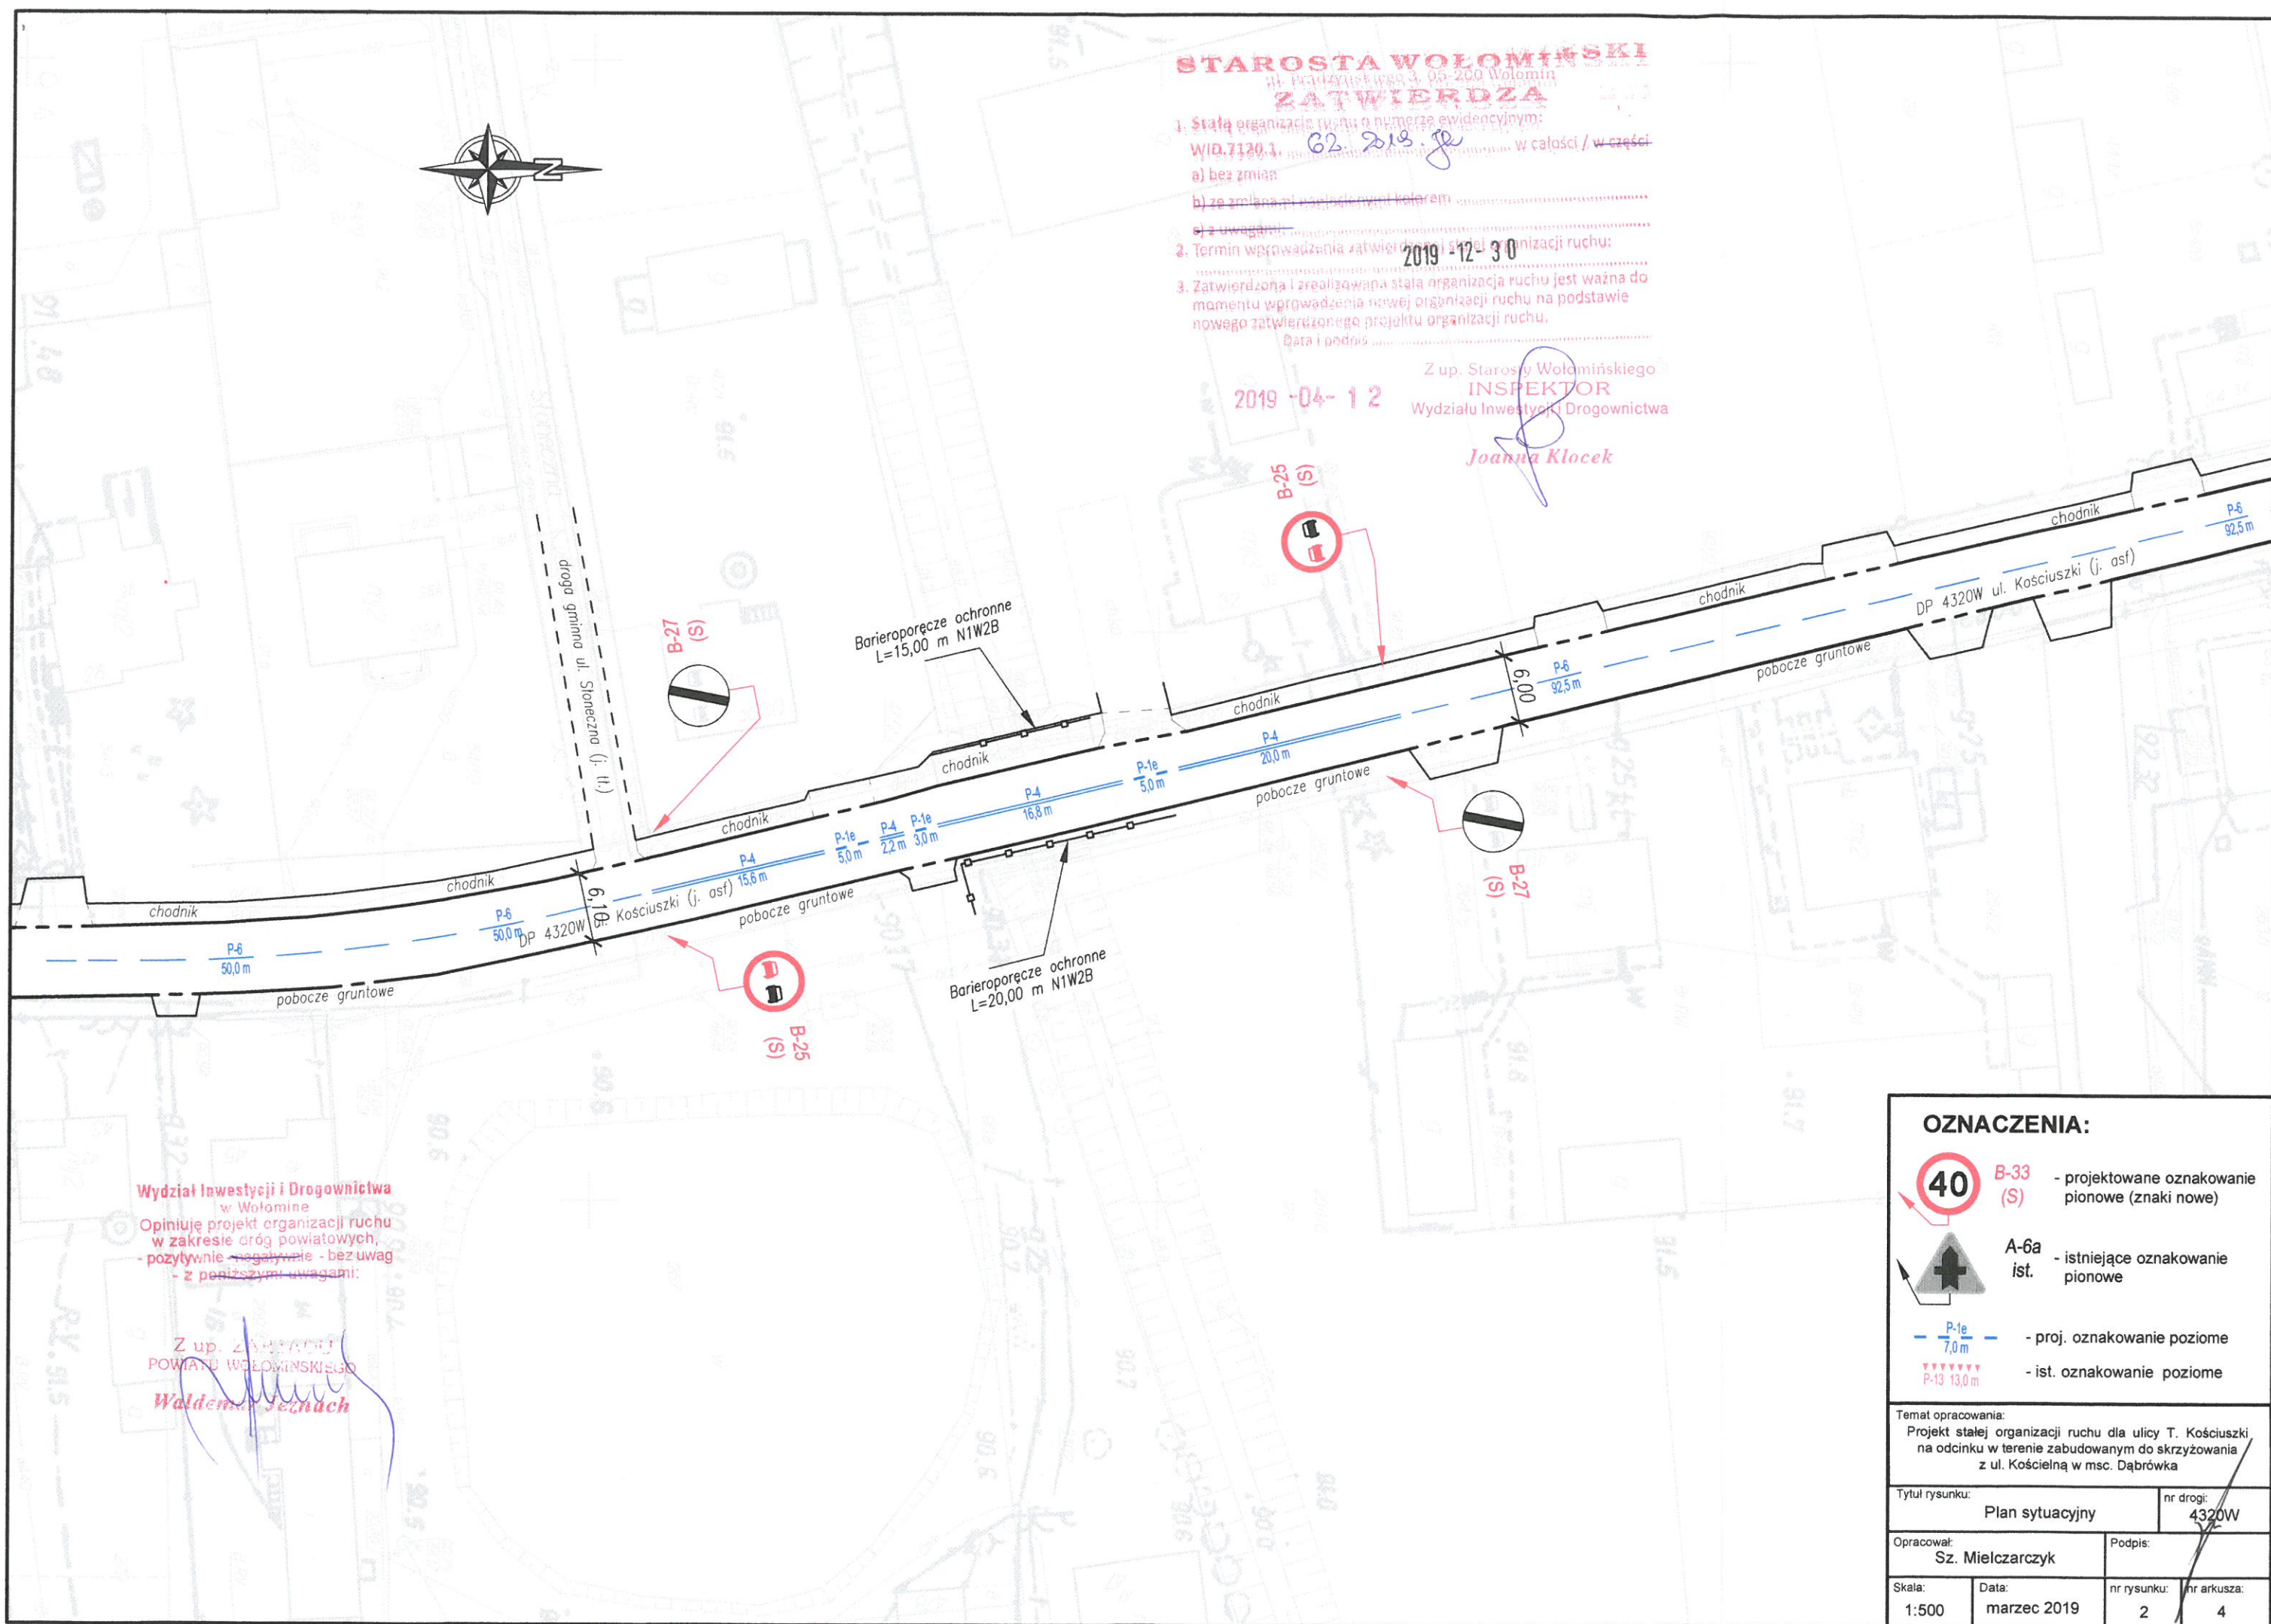 STAROSTA WOŁOMIŃSKI
3, 05-200 Wołomin
ZATWIERDZA
1. Stałą organizację ruchu o numerze ewidencyjnym:
WID.7120.1. 62. 2019. w całości / w części
a) bez zmian
b) ze zmianami naniesionymi kolorem
c) z uwagami:
2. Termin wprowadzenia zatwierdzonej stałej organizacji ruchu:
2019 -12- 30
3. Zatwierdzona i zrealizowana stała organizacja ruchu jest ważna do
momentu wprowadzenia nowej organizacji ruchu na podstawie
nowego zatwierdzonego projektu organizacji ruchu.
Data i podpis
2019 -04- 12
Z up. Starosty Wołomińskiego
INSPEKTOR
Wydziału Inwestycji i Drogownictwa
Joanna Klocek
N
B-25
(S)
B-27
(S)
droga gminna ul. Słoneczna (j. tł.)
Barieroporęcze ochronne
L=15,00 m N1W2B
chodnik
chodnik
chodnik
chodnik
chodnik
chodnik
chodnik
P-6
92,5 m
DP 4320W ul. Kościuszki (j. asf)
pobocze gruntowe
P-6
92,5 m
6,00
P-4
20,0 m
P-1e
5,0 m
P-4
16,8 m
P-1e
3,0 m
P-4
2,2 m
P-1e
5,0 m
P-4
15,6 m
pobocze gruntowe
pobocze gruntowe
6,10
DP 4320W ul. Kościuszki (j. asf)
P-6
50,0 m
P-6
50,0 m
pobocze gruntowe
B-27
(S)
B-25
(S)
Barieroporęcze ochronne
L=20,00 m N1W2B
Wydział Inwestycji i Drogownictwa
w Wołominie
Opiniuję projekt organizacji ruchu
w zakresie dróg powiatowych,
- pozytywnie - negatywnie - bez uwag
- z poniższymi uwagami:
Z up. ZARZĄDU
POWIATU WOŁOMIŃSKIEGO
Waldemar Jeznach
OZNACZENIA:
40
B-33
(S)
- projektowane oznakowanie
pionowe (znaki nowe)
A-6a
ist.
- istniejące oznakowanie
pionowe
P-1e
7,0 m
- proj. oznakowanie poziome
P-13 13,0 m
- ist. oznakowanie poziome
Temat opracowania:
Projekt stałej organizacji ruchu dla ulicy T. Kościuszki
na odcinku w terenie zabudowanym do skrzyżowania
z ul. Kościelną w msc. Dąbrówka
Tytuł rysunku:
Plan sytuacyjny
nr drogi:
4320W
Opracował:
Sz. Mielczarczyk
Podpis:
Skala:
1:500
Data:
marzec 2019
nr rysunku:
2
nr arkusza:
4